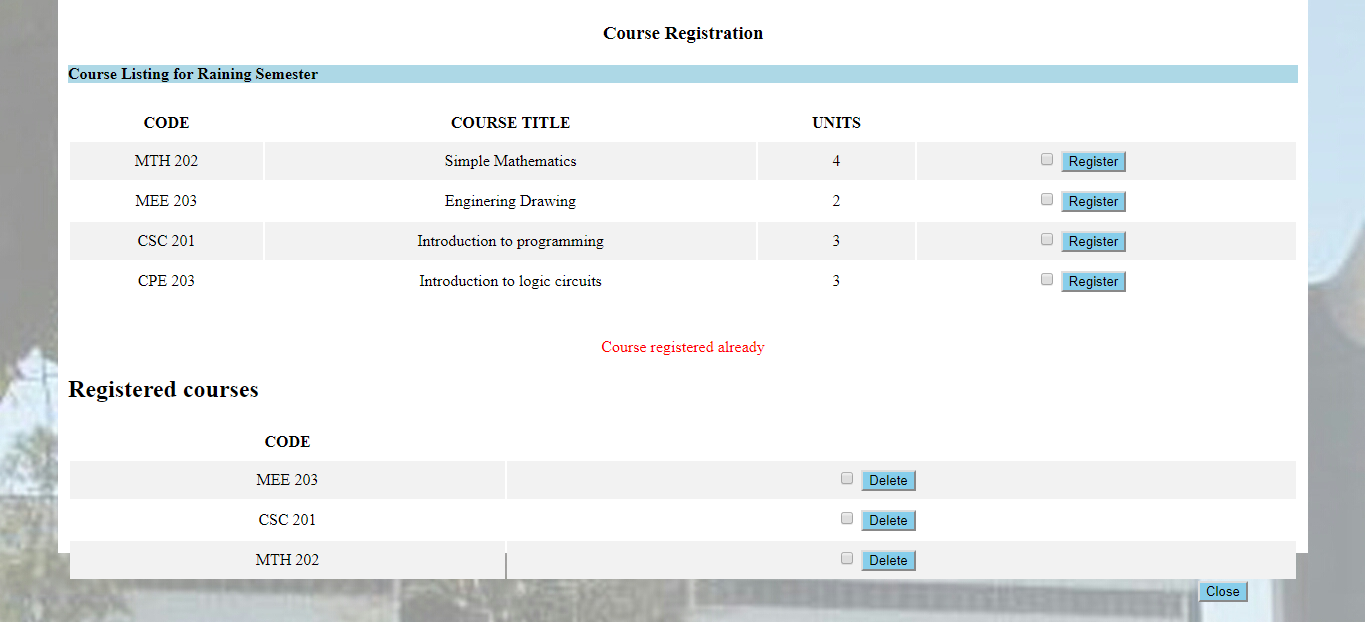 Course Registration
Course Listing for Raining Semester
CODE COURSE TITLE UNITS
MTH 202 Simple Mathematics 4 Register
MEE 203 Enginering Drawing 2 Register
CSC 201 Introduction to programming 3 Register
CPE 203 Introduction to logic circuits 3 Register
Course registered already
Registered courses
CODE
MEE 203 Delete
CSC 201 Delete
MTH 202 Delete
Close